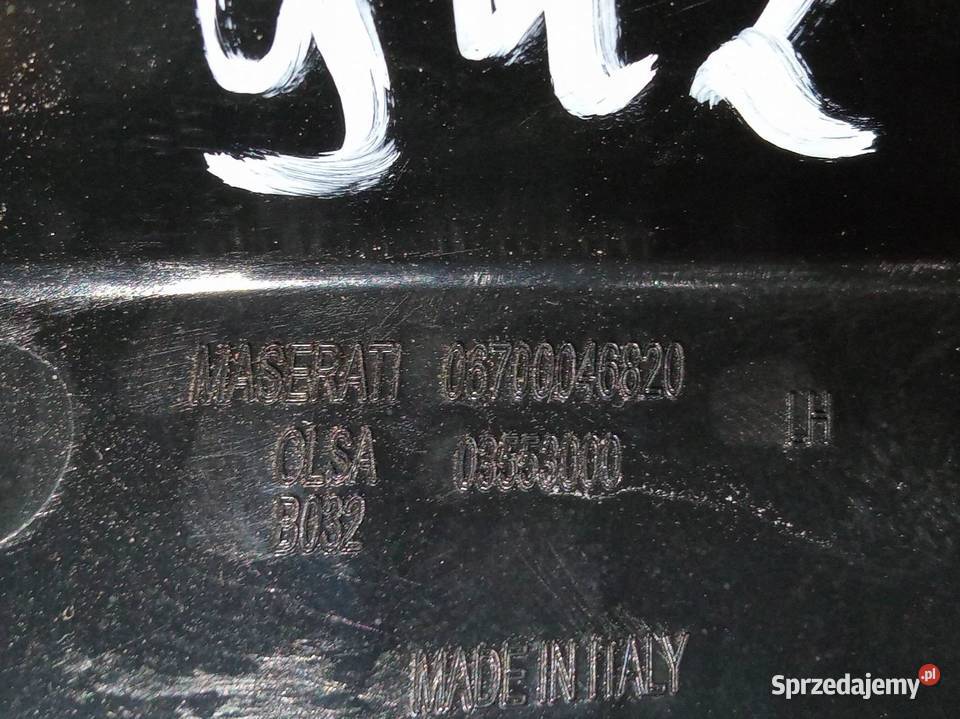 MASERATI 06700046820
LH
OLSA 03553000
B032
MADE IN ITALY
Sprzedajemy.pl